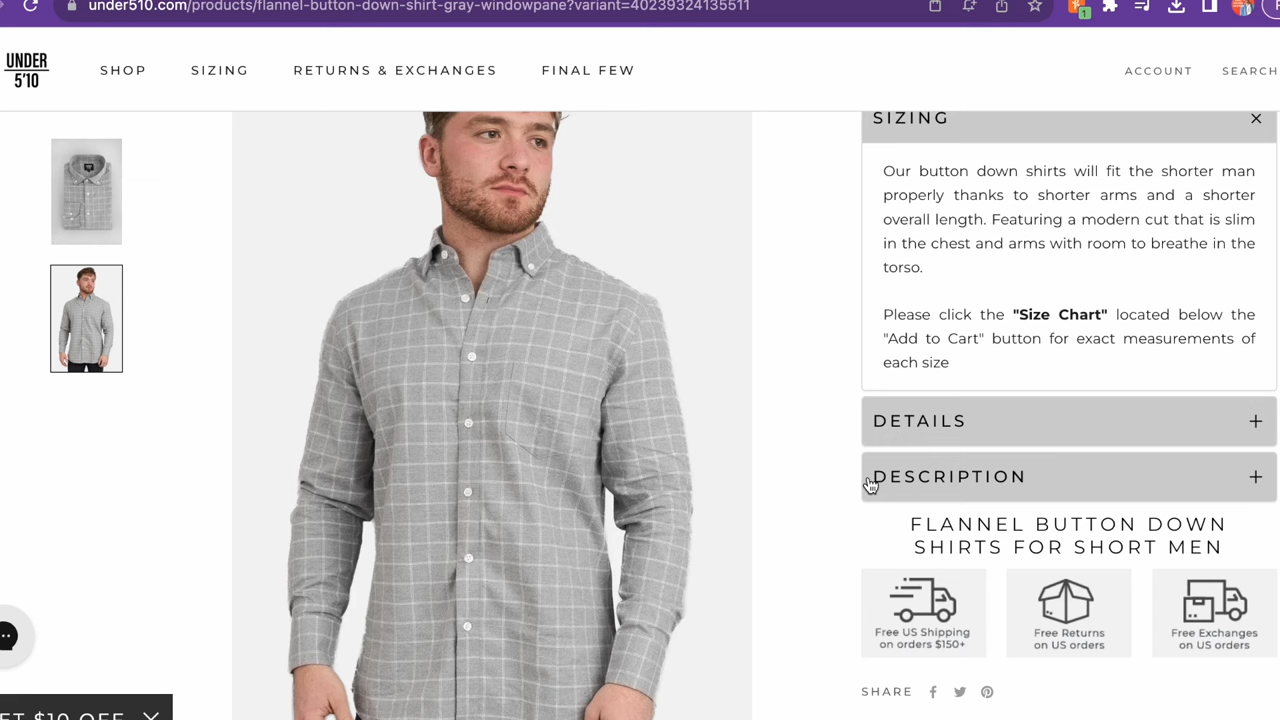 under510.com/products/flannel-button-down-shirt-gray-windowpane?variant=40239324135511
1
UNDER
5'10
SHOP
SIZING
RETURNS & EXCHANGES
FINAL FEW
ACCOUNT
SEARCH
SIZING
Our button down shirts will fit the shorter man
properly thanks to shorter arms and a shorter
overall length. Featuring a modern cut that is slim
in the chest and arms with room to breathe in the
torso.
Please click the "Size Chart" located below the
"Add to Cart" button for exact measurements of
each size
DETAILS
DESCRIPTION
FLANNEL BUTTON DOWN
SHIRTS FOR SHORT MEN
Free US Shipping
on orders $150+
Free Returns
on US orders
Free Exchanges
on US orders
SHARE
ET $10 OFF